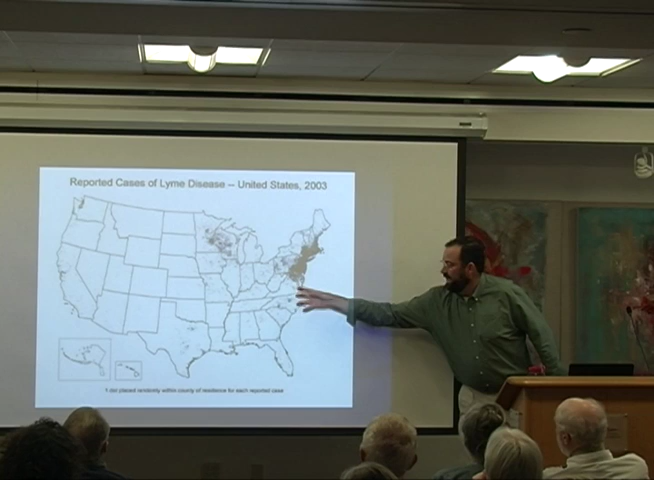 Reported Cases of Lyme Disease – United States, 2003
1 dot placed randomly within county of residence for each reported case